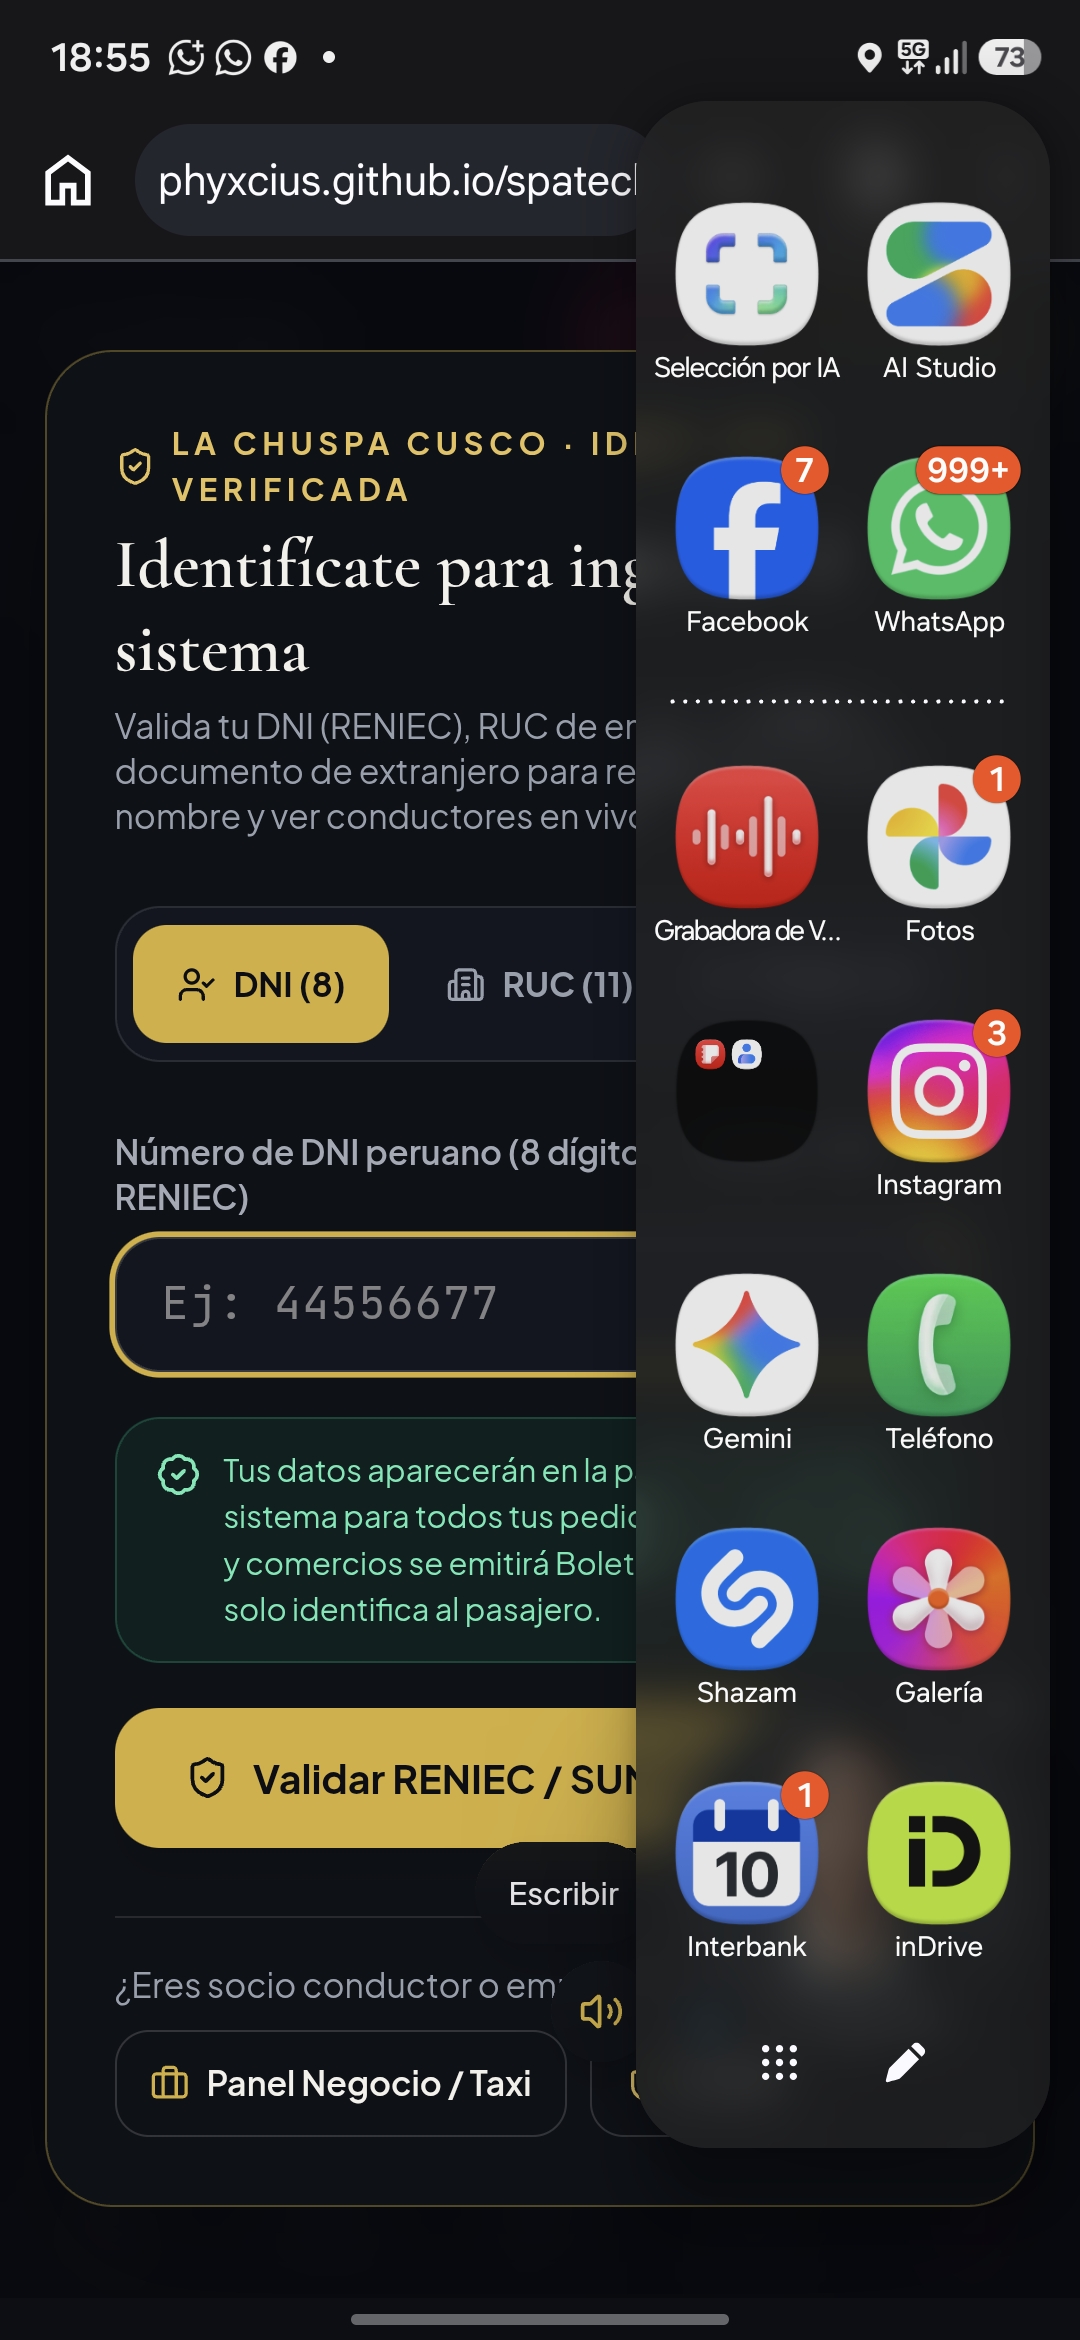 18:55
5G
73
phyxcius.github.io/spatecl
LA CHUSPA CUSCO · IDI
VERIFICADA
Identifícate para ing
sistema
Valida tu DNI (RENIEC), RUC de
documento de extranjero para re
nombre y ver conductores en vivo
DNI (8)
RUC (11)
Número de DNI peruano (8 dígito
RENIEC)
Ej: 44556677
Tus datos aparecerán en la
sistema para todos tus pedid
y comercios se emitirá Bolet
solo identifica al pasajero.
Validar RENIEC / SUN
Escribir
¿Eres socio conductor o em
Panel Negocio / Taxi
Selección por IA
AI Studio
7
999+
Facebook
WhatsApp
1
Grabadora de V...
Fotos
3
Instagram
Gemini
Teléfono
Shazam
Galería
1
10
iD
Interbank
inDrive